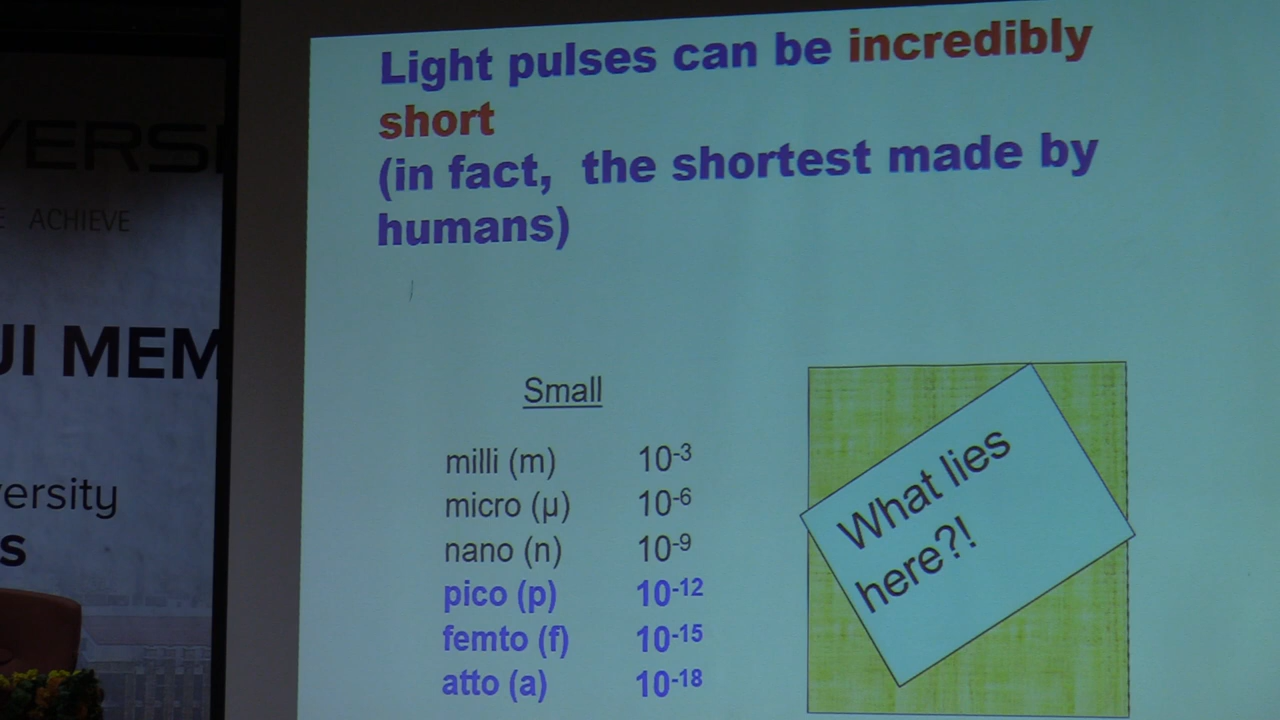 Light pulses can be incredibly
short
(in fact, the shortest made by
humans)
Small
milli (m) 10⁻³
micro (µ) 10⁻⁶
nano (n) 10⁻⁹
pico (p) 10⁻¹²
femto (f) 10⁻¹⁵
atto (a) 10⁻¹⁸
What lies
here?!
VERSI
E ACHIEVE
UI MEM
ersity
s